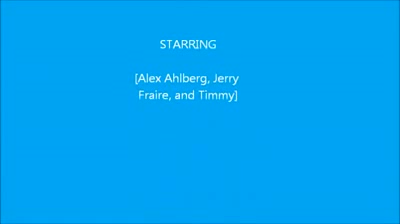 STARRING
[Alex Ahlberg, Jerry
Fraire, and Timmy]